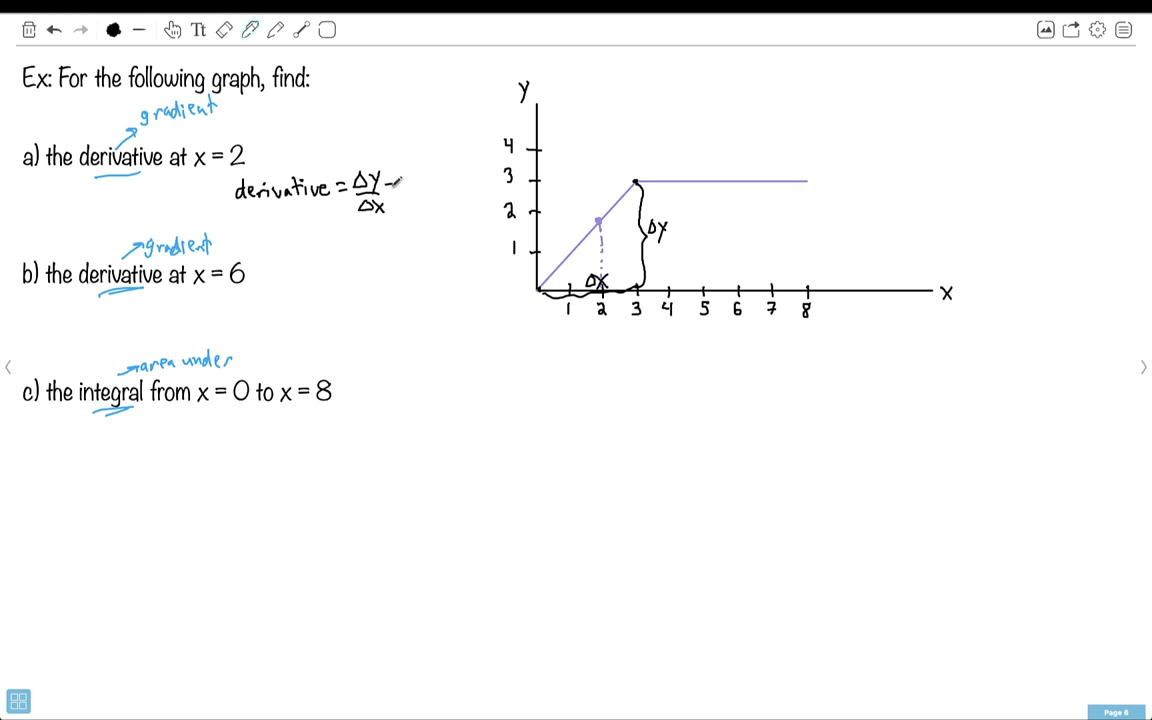 Tt
Ex: For the following graph, find:
gradient
a) the derivative at x = 2
derivative = ΔY
ΔX
gradient
b) the derivative at x = 6
area under
c) the integral from x = 0 to x = 8
Y
4
3
2
1
ΔY
ΔX
1 2 3 4 5 6 7 8
X
Page 6